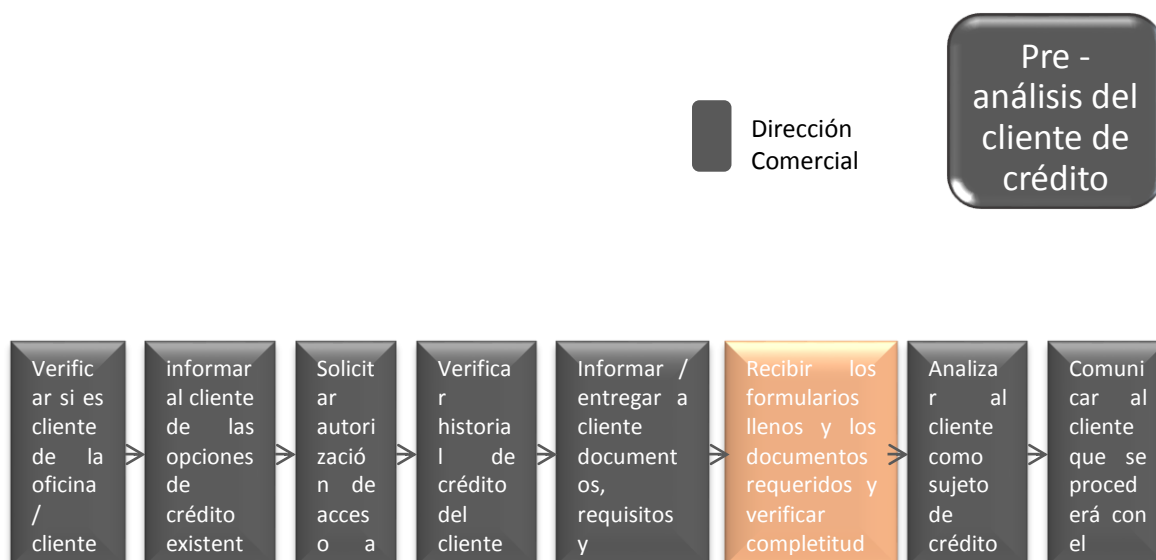 Pre -
análisis del
cliente de
crédito
Dirección
Comercial
Verific
ar si es
cliente
de la
oficina
/
cliente
informar
al cliente
de las
opciones
de
crédito
existent
Solicit
ar
autori
zació
n de
acces
o a
Verifica
r
historia
l de
crédito
del
cliente
Informar /
entregar a
cliente
document
os,
requisitos
y
Recibir los
formularios
llenos y los
documentos
requeridos y
verificar
completitud
Analiza
r al
cliente
como
sujeto
de
crédito
Comuni
car al
cliente
que se
proced
erá con
el